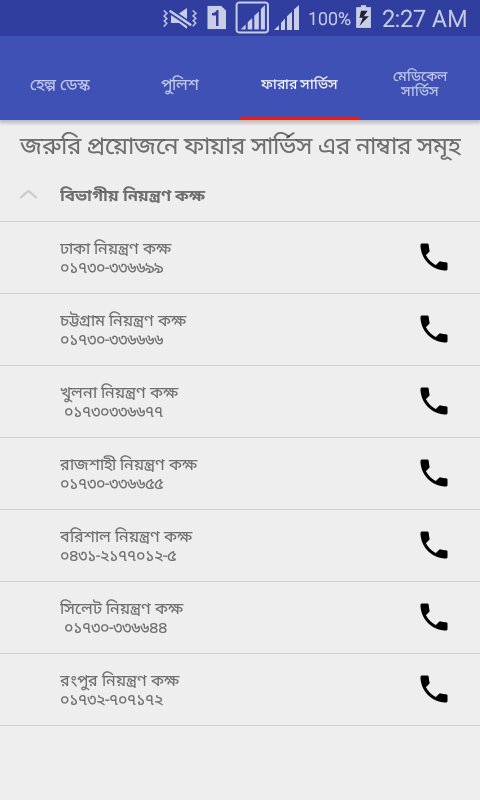 1 100% 2:27 AM
হেল্প ডেস্ক
পুলিশ
ফারার সার্ভিস
মেডিকেল
সার্ভিস
জরুরি প্রয়োজনে ফায়ার সার্ভিস এর নাম্বার সমূহ
বিভাগীয় নিয়ন্ত্রণ কক্ষ
ঢাকা নিয়ন্ত্রণ কক্ষ
০১৭৩০-৩৩৬৬৯৯
চট্টগ্রাম নিয়ন্ত্রণ কক্ষ
০১৭৩০-৩৩৬৬৬৬
খুলনা নিয়ন্ত্রণ কক্ষ
০১৭৩০৩৩৬৬৭৭
রাজশাহী নিয়ন্ত্রণ কক্ষ
০১৭৩০-৩৩৬৬৫৫
বরিশাল নিয়ন্ত্রণ কক্ষ
০৪৩১-২১৭৭০১২-৫
সিলেট নিয়ন্ত্রণ কক্ষ
০১৭৩০-৩৩৬৬৪৪
রংপুর নিয়ন্ত্রণ কক্ষ
০১৭৩২-৭০৭১৭২